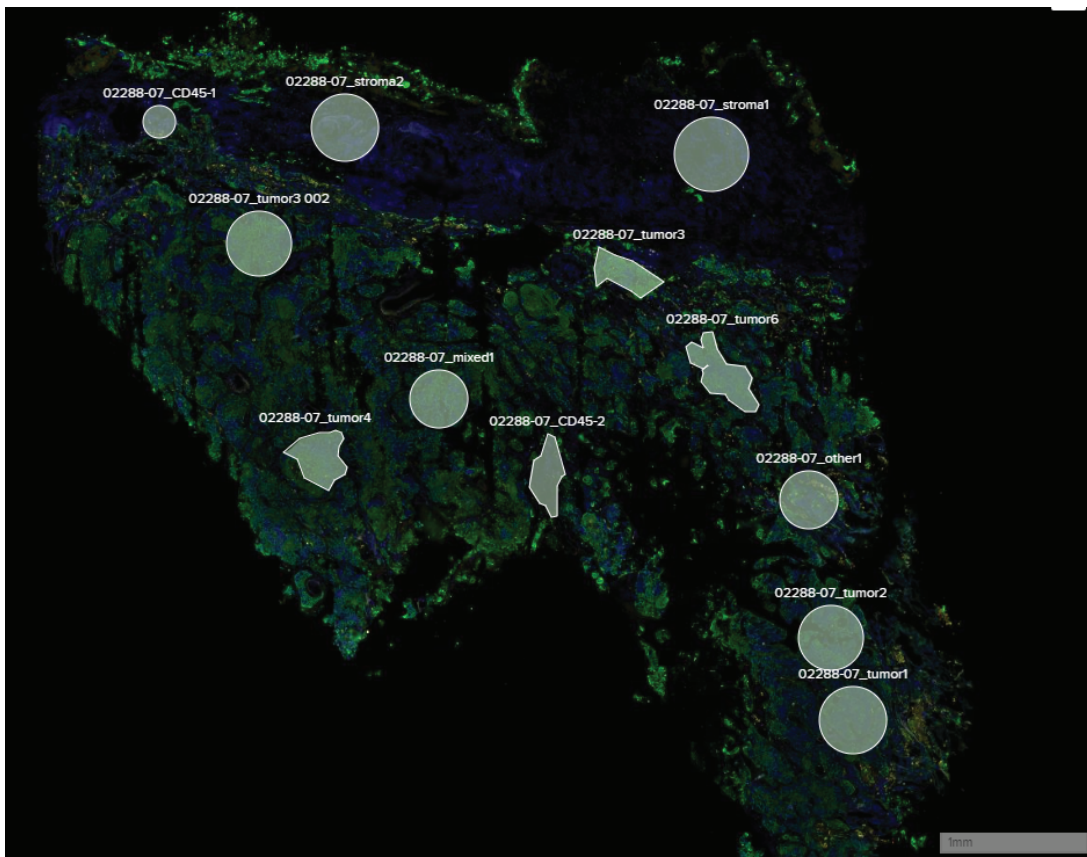 02288-07_stroma2
02288-07_CD45-1
02288-07_stroma1
02288-07_tumor3 002
02288-07_tumor3
02288-07_tumor6
02288-07_mixed1
02288-07_tumor4
02288-07_CD45-2
02288-07_other1
02288-07_tumor2
02288-07_tumor1
1mm